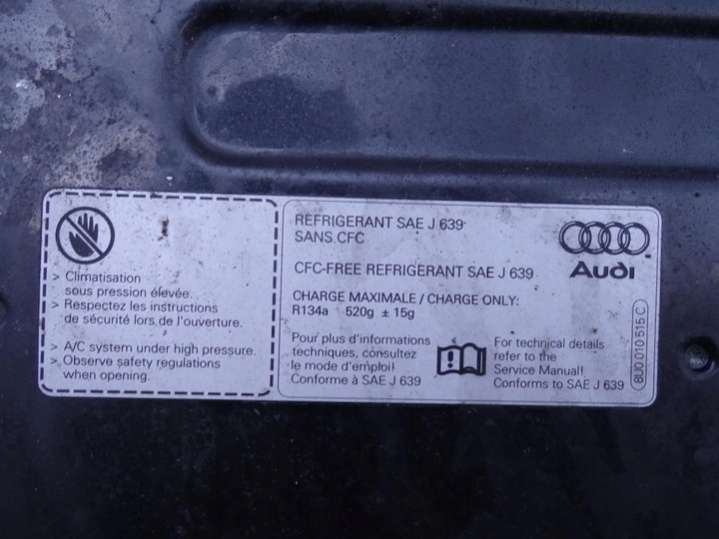 > Climatisation
sous pression élevée.
> Respectez les instructions
de sécurité lors de l'ouverture.
> A/C system under high pressure.
> Observe safety regulations
when opening.
REFRIGERANT SAE J 639
SANS CFC
CFC-FREE REFRIGERANT SAE J 639
CHARGE MAXIMALE / CHARGE ONLY:
R134a 520g ± 15g
Pour plus d'informations
techniques, consultez
le mode d'emploi!
Conforme à SAE J 639
For technical details
refer to the
Service Manual!
Conforms to SAE J 639
Audi
8U0 010 515 C